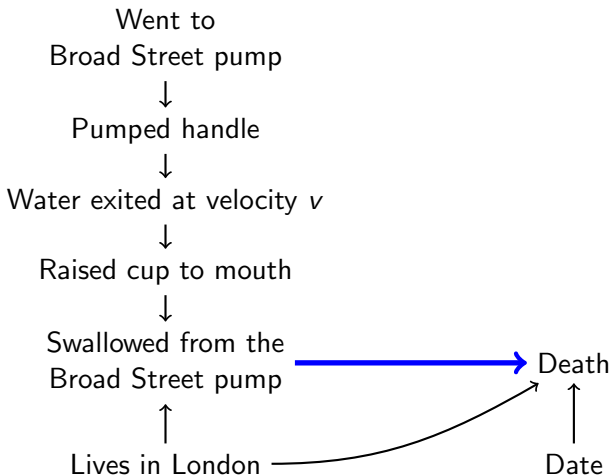 Went to
Broad Street pump
Pumped handle
Water exited at velocity v
Raised cup to mouth
Swallowed from the
Broad Street pump
Death
Lives in London
Date